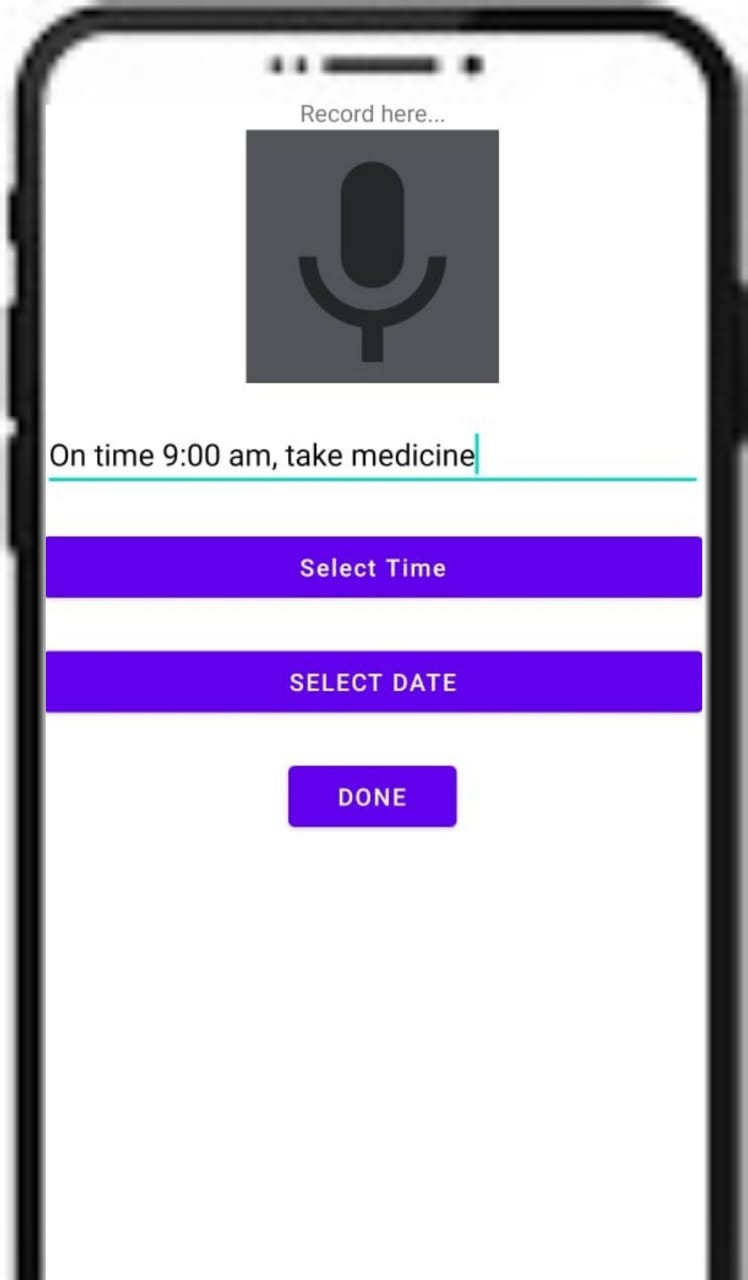 Record here...
On time 9:00 am, take medicine
Select Time
SELECT DATE
DONE